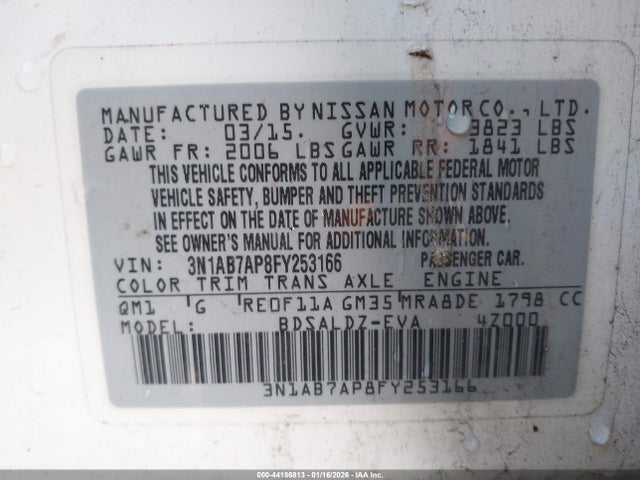 MANUFACTURED BY NISSAN MOTOR CO., LTD.
DATE: 03/15. GVWR: 3823 LBS
GAWR FR: 2006 LBS GAWR RR: 1841 LBS
THIS VEHICLE CONFORMS TO ALL APPLICABLE FEDERAL MOTOR
VEHICLE SAFETY, BUMPER AND THEFT PREVENTION STANDARDS
IN EFFECT ON THE DATE OF MANUFACTURE SHOWN ABOVE.
SEE OWNER'S MANUAL FOR ADDITIONAL INFORMATION.
VIN: 3N1AB7AP8FY253166 PASSENGER CAR.
COLOR TRIM TRANS AXLE ENGINE
QM1 G RE0F11A GM35 MRA8DE 1798 CC
MODEL: BDSALDZ-EVA 4Z000
3N1AB7AP8FY253166
000-44186813 - 01/16/2026 - IAA Inc.